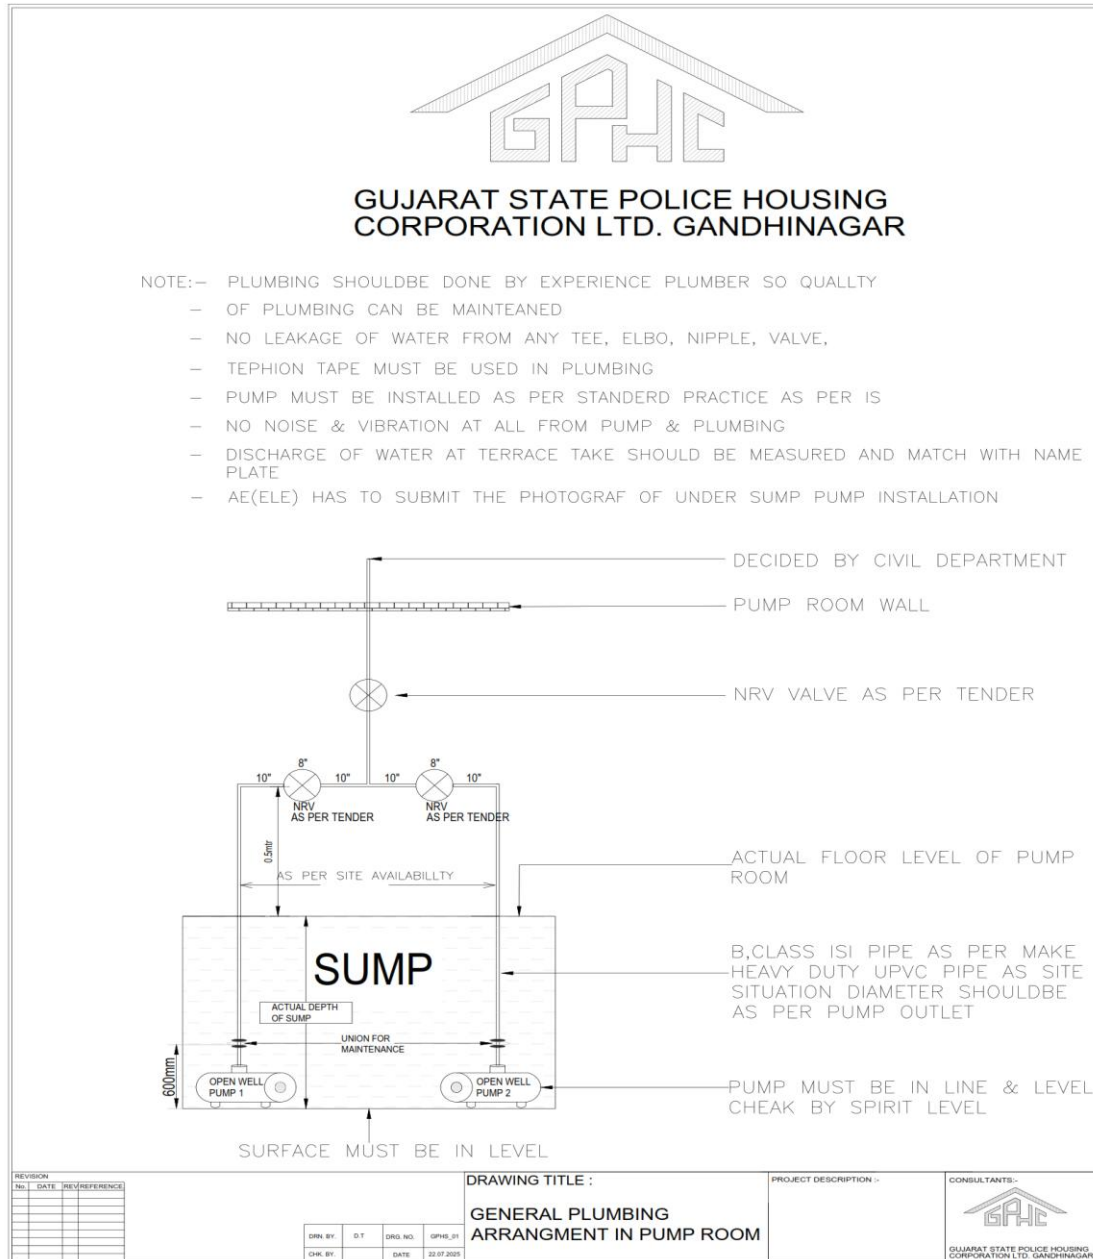 GPHC
GUJARAT STATE POLICE HOUSING
CORPORATION LTD. GANDHINAGAR
NOTE:- PLUMBING SHOULDBE DONE BY EXPERIENCE PLUMBER SO QUALLTY
- OF PLUMBING CAN BE MAINTEANED
- NO LEAKAGE OF WATER FROM ANY TEE, ELBO, NIPPLE, VALVE,
- TEPHION TAPE MUST BE USED IN PLUMBING
- PUMP MUST BE INSTALLED AS PER STANDERD PRACTICE AS PER IS
- NO NOISE & VIBRATION AT ALL FROM PUMP & PLUMBING
- DISCHARGE OF WATER AT TERRACE TAKE SHOULD BE MEASURED AND MATCH WITH NAME
PLATE
- AE(ELE) HAS TO SUBMIT THE PHOTOGRAF OF UNDER SUMP PUMP INSTALLATION
DECIDED BY CIVIL DEPARTMENT
PUMP ROOM WALL
NRV VALVE AS PER TENDER
8"
8"
10"
10"
10"
10"
NRV
AS PER TENDER
NRV
AS PER TENDER
0.5mtr
AS PER SITE AVAILABILLTY
ACTUAL FLOOR LEVEL OF PUMP
ROOM
SUMP
B,CLASS ISI PIPE AS PER MAKE
HEAVY DUTY UPVC PIPE AS SITE
SITUATION DIAMETER SHOULDBE
AS PER PUMP OUTLET
ACTUAL DEPTH
OF SUMP
UNION FOR
MAINTENANCE
600mm
OPEN WELL
PUMP 1
OPEN WELL
PUMP 2
PUMP MUST BE IN LINE & LEVEL
CHEAK BY SPIRIT LEVEL
SURFACE MUST BE IN LEVEL
REVISION
No. DATE REV REFERENCE
DRN. BY. D.T DRG. NO. GPHS_01
CHK. BY. DATE 22.07.2025
DRAWING TITLE :
GENERAL PLUMBING
ARRANGMENT IN PUMP ROOM
PROJECT DESCRIPTION :-
CONSULTANTS:-
GPHC
GUJARAT STATE POLICE HOUSING
CORPORATION LTD. GANDHINAGAR